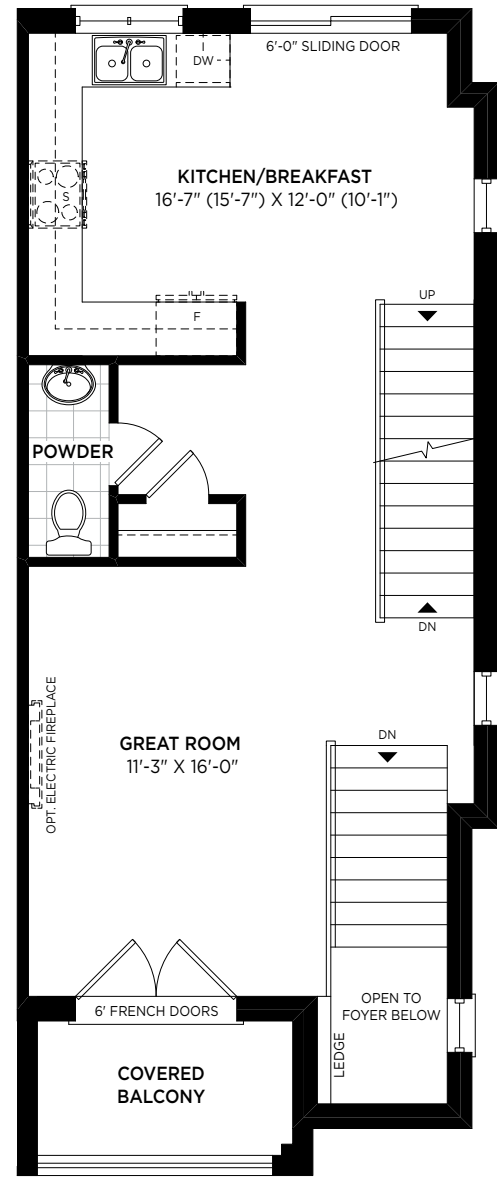 6'-0" SLIDING DOOR
DW
KITCHEN/BREAKFAST
16'-7" (15'-7") X 12'-0" (10'-1")
S
UP
F
POWDER
DN
OPT. ELECTRIC FIREPLACE
GREAT ROOM
11'-3" X 16'-0"
DN
6' FRENCH DOORS
OPEN TO
FOYER BELOW
LEDGE
COVERED
BALCONY